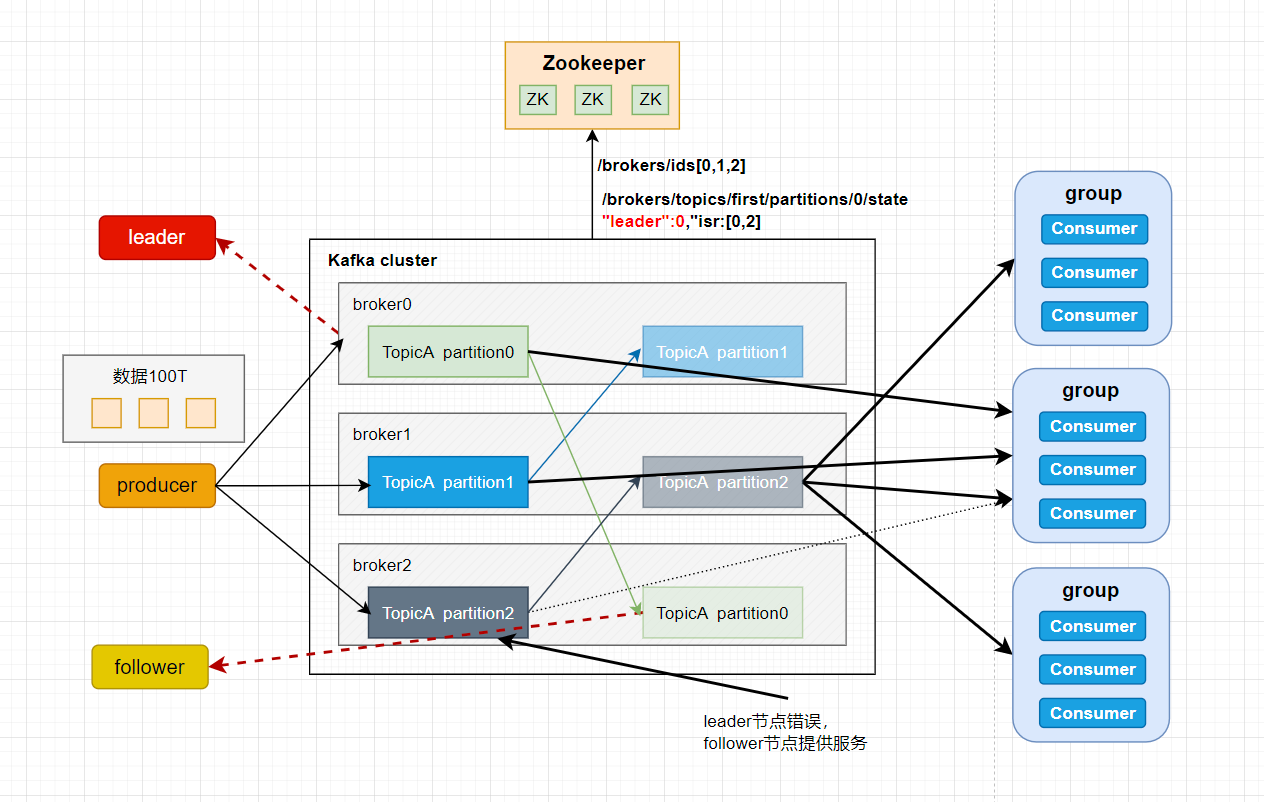 Zookeeper
ZK
ZK
ZK
/brokers/ids[0,1,2]
/brokers/topics/first/partitions/0/state
"leader":0,"isr:[0,2]
leader
Kafka cluster
broker0
TopicA partition0
TopicA partition1
数据100T
producer
broker1
TopicA partition1
TopicA partition2
broker2
TopicA partition2
TopicA partition0
follower
leader节点错误，
follower节点提供服务
group
Consumer
Consumer
Consumer
group
Consumer
Consumer
Consumer
group
Consumer
Consumer
Consumer